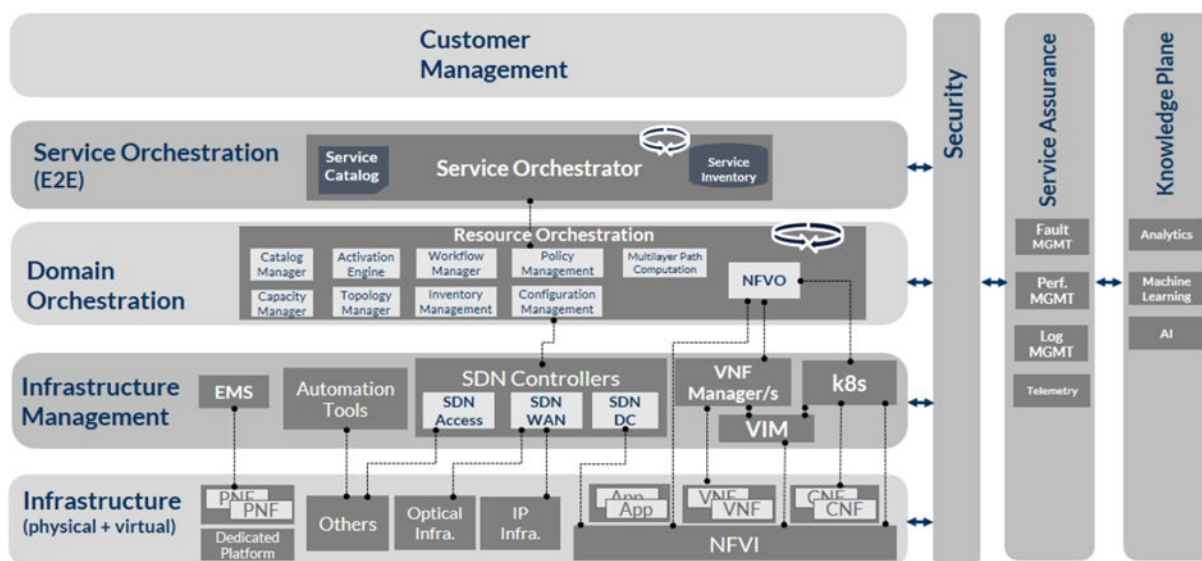 Customer
Management
Service Orchestration
(E2E)
Service
Catalog
Service Orchestrator
Service
Inventory
Domain
Orchestration
Resource Orchestration
Catalog
Manager
Activation
Engine
Workflow
Manager
Policy
Management
Multilayer Path
Computation
NFVO
Capacity
Manager
Topology
Manager
Inventory
Management
Configuration
Management
Infrastructure
Management
EMS
Automation
Tools
SDN Controllers
SDN
Access
SDN
WAN
SDN
DC
VNF
Manager/s
k8s
VIM
Infrastructure
(physical + virtual)
PNF
PNF
Dedicated
Platform
Others
Optical
Infra.
IP
Infra.
App
App
VNF
VNF
CNF
CNF
NFVI
Security
Service Assurance
Fault
MGMT
Perf.
MGMT
Log
MGMT
Telemetry
Knowledge Plane
Analytics
Machine
Learning
AI